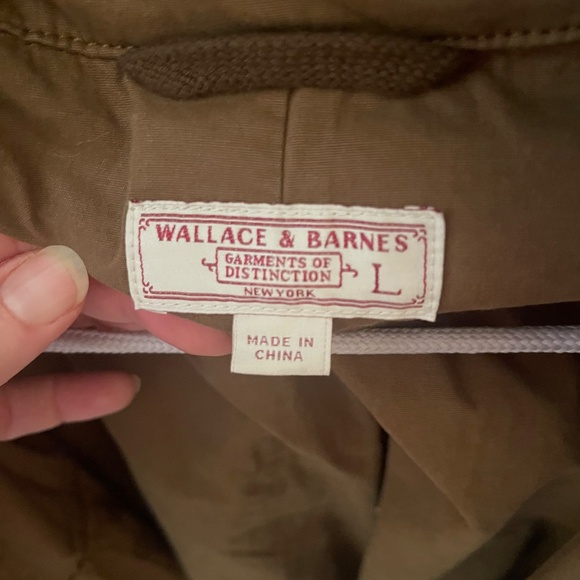 WALLACE & BARNES
GARMENTS OF
DISTINCTION
NEW YORK
L
MADE IN
CHINA